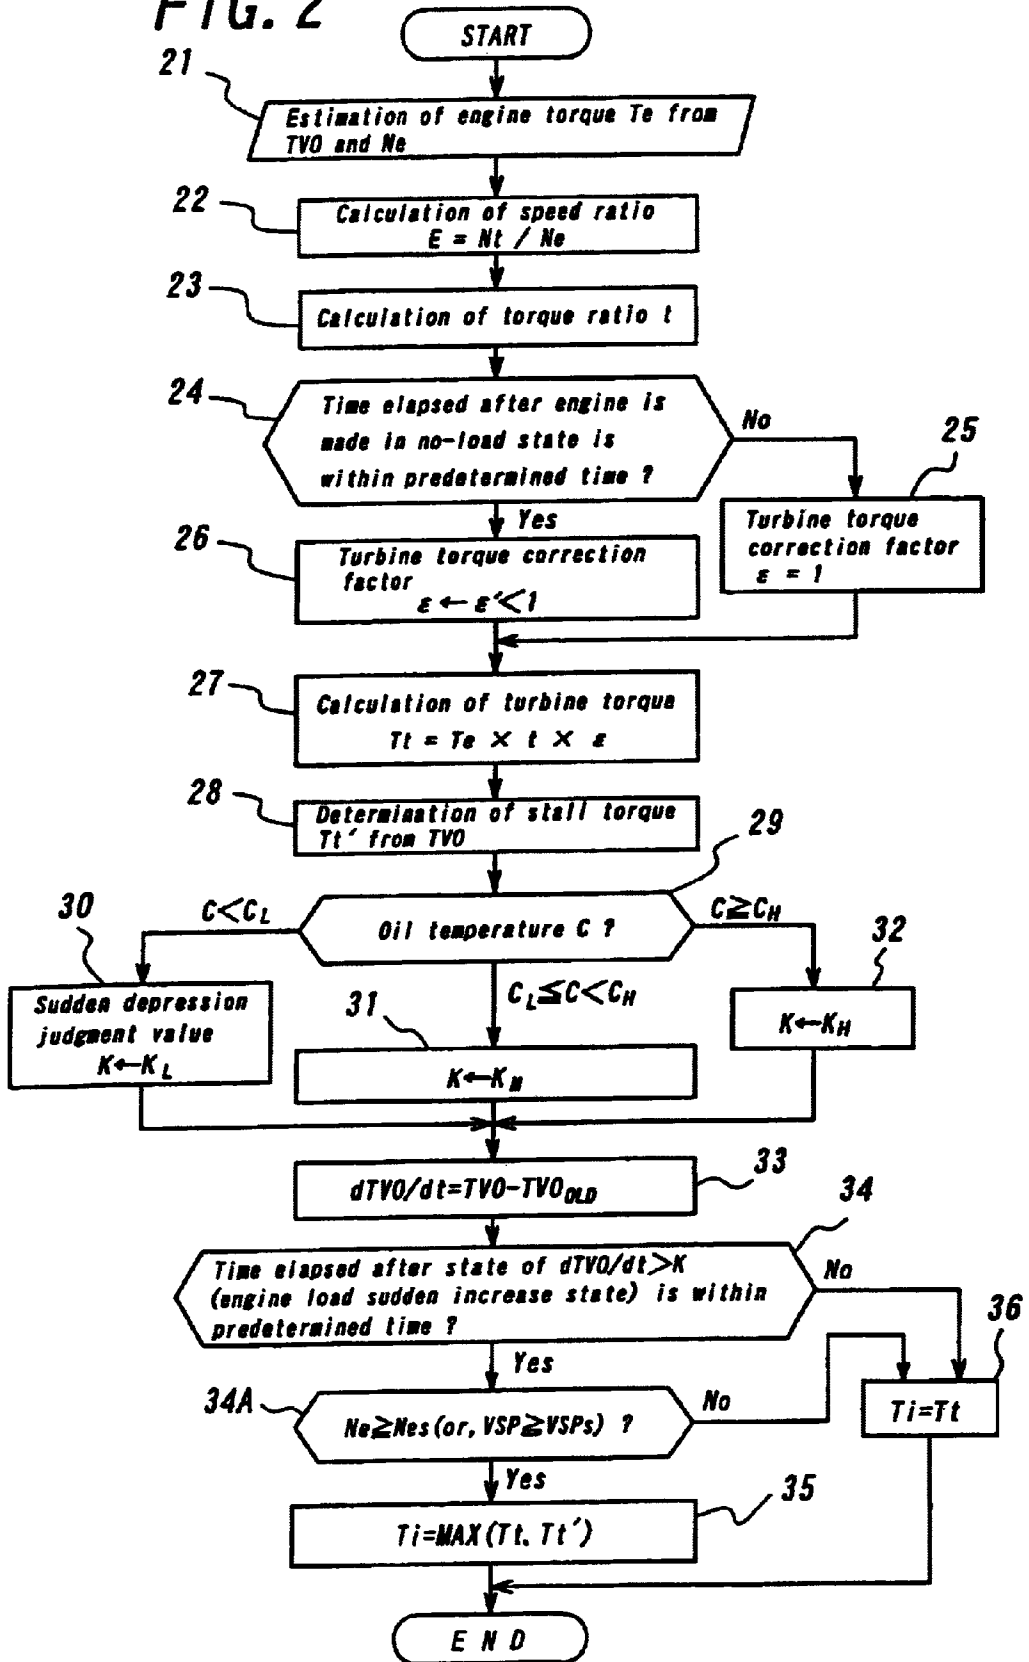 FIG. 2
START
21
Estimation of engine torque Te from
TVO and Ne
22
Calculation of speed ratio
E = Nt / Ne
23
Calculation of torque ratio t
24
Time elapsed after engine is
made in no-load state is
within predetermined time ?
No
25
Yes
Turbine torque
correction factor
ε = 1
26
Turbine torque correction
factor
ε ← ε′<1
27
Calculation of turbine torque
Tt = Te × t × ε
28
Determination of stall torque
Tt′ from TVO
29
30
C<CL
Oil temperature C ?
C≧CH
32
Sudden depression
judgment value
K←KL
31
CL≦C<CH
K←KH
K←KM
33
dTVO/dt=TVO-TVOOLD
34
Time elapsed after state of dTVO/dt>K
(engine load sudden increase state) is within
predetermined time ?
No
36
Yes
34A
Ne≧Nes(or, VSP≧VSPs) ?
No
Ti=Tt
Yes
35
Ti=MAX(Tt, Tt′)
END